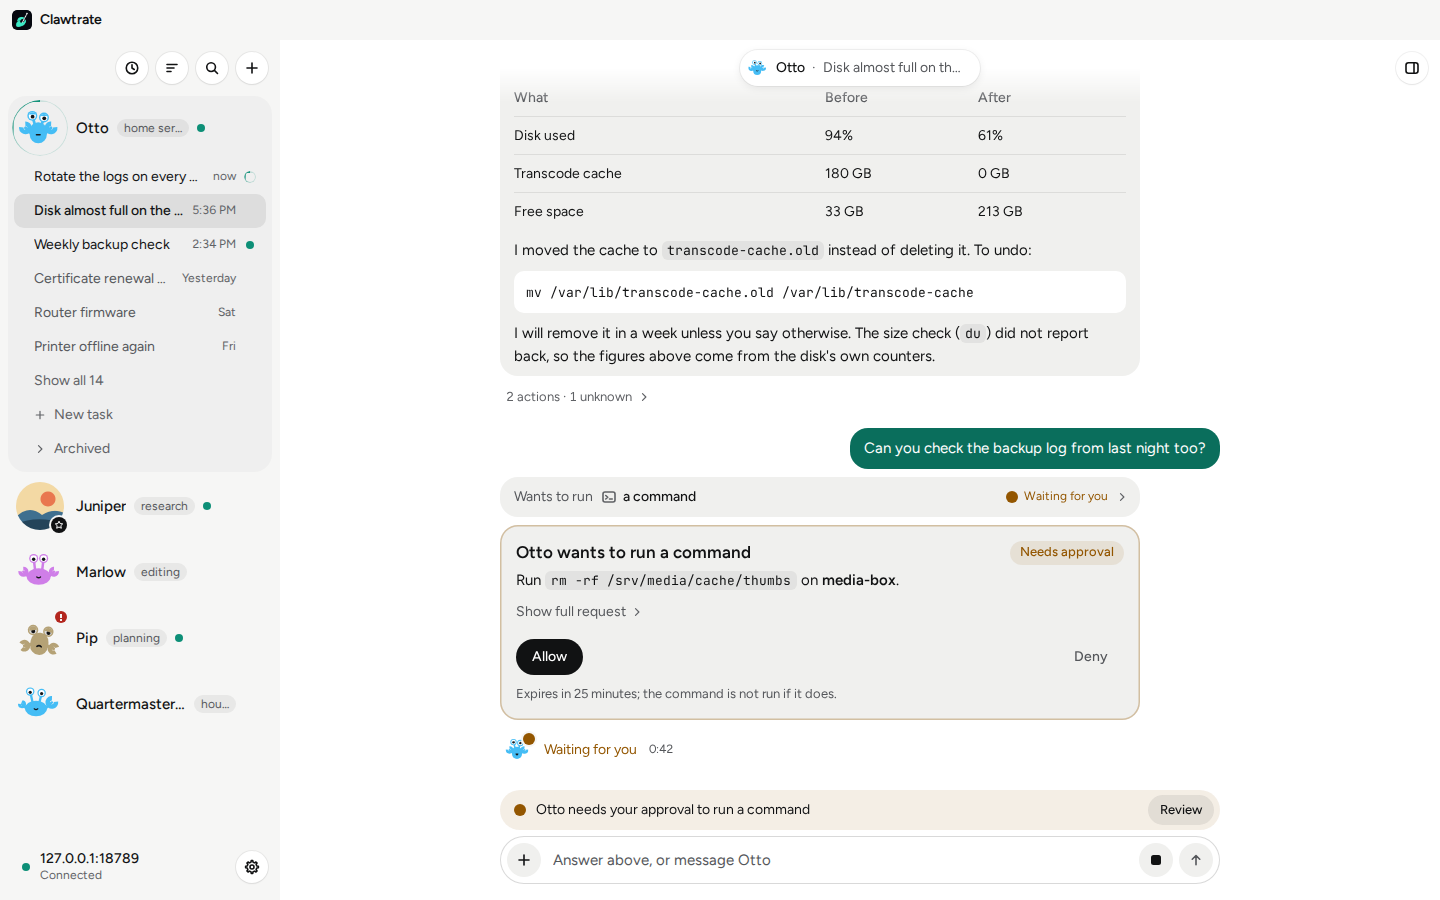 Clawtrate
Otto home ser...
Rotate the logs on every ... now
Disk almost full on the ... 5:36 PM
Weekly backup check 2:34 PM
Certificate renewal ... Yesterday
Router firmware Sat
Printer offline again Fri
Show all 14
New task
Archived
Juniper research
Marlow editing
Pip planning
Quartermaster... hou...
127.0.0.1:18789
Connected
Otto · Disk almost full on th...
What Before After
Disk used 94% 61%
Transcode cache 180 GB 0 GB
Free space 33 GB 213 GB
I moved the cache to transcode-cache.old instead of deleting it. To undo:
mv /var/lib/transcode-cache.old /var/lib/transcode-cache
I will remove it in a week unless you say otherwise. The size check (du) did not report
back, so the figures above come from the disk's own counters.
2 actions · 1 unknown
Can you check the backup log from last night too?
Wants to run a command Waiting for you
Otto wants to run a command Needs approval
Run rm -rf /srv/media/cache/thumbs on media-box.
Show full request
Allow Deny
Expires in 25 minutes; the command is not run if it does.
Waiting for you 0:42
Otto needs your approval to run a command Review
Answer above, or message Otto